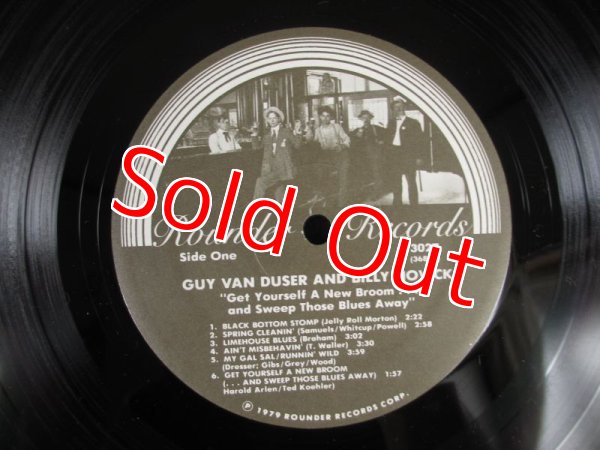 Sold Out
Rounder Records
Side One
302
(368
GUY VAN DUSER AND BILLY
"Get Yourself A New Broom
and Sweep Those Blues Away"
1. BLACK BOTTOM STOMP (Jelly Roll Morton) 2:22
2. SPRING CLEANIN' (Samuels/Whitcup/Powell) 2:58
3. LIMEHOUSE BLUES (Braham) 3:02
4. AIN'T MISBEHAVIN' (T. Waller) 3:30
5. MY GAL SAL/RUNNIN' WILD 3:59
(Dresser; Gibs/Grey/Wood)
6. GET YOURSELF A NEW BROOM
(. . . AND SWEEP THOSE BLUES AWAY) 1:57
Harold Arlen/Ted Koehler)
℗ 1979 ROUNDER RECORDS CORP.